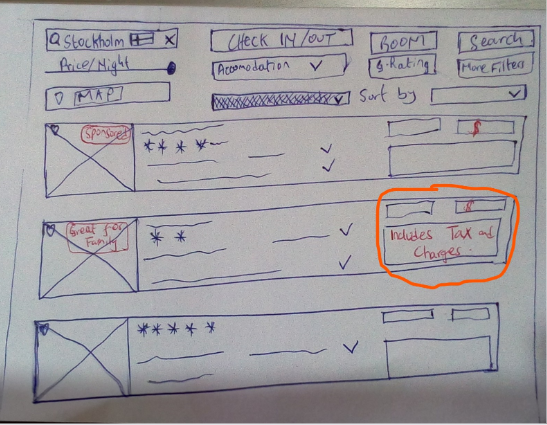 Stockholm X
CHECK IN/OUT
ROOM
Search
Price/Night
Accomodation
G-Rating
More Filters
MAP
Sort by
Sponsored
$
* * * *
Great for
Family
* *
$
Includes Tax and
Charges
* * * * *